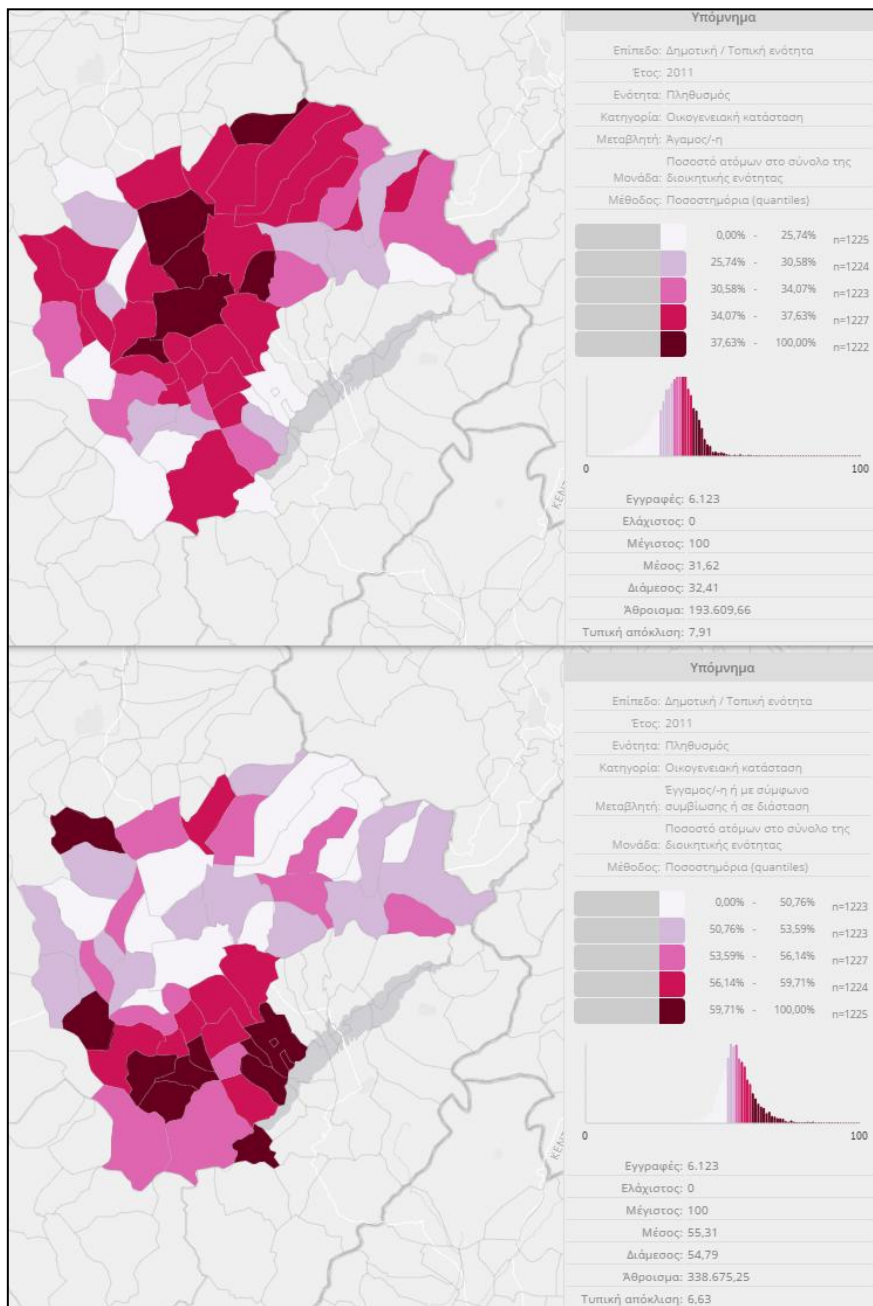 Υπόμνημα
Επίπεδο: Δημοτική / Τοπική ενότητα
Έτος: 2011
Ενότητα: Πληθυσμός
Κατηγορία: Οικογενειακή κατάσταση
Μεταβλητή: Άγαμος/-η
Ποσοστό ατόμων στο σύνολο της
Μονάδα: διοικητικής ενότητας
Μέθοδος: Ποσοστημόρια (quantiles)
0,00% - 25,74% n=1225
25,74% - 30,58% n=1224
30,58% - 34,07% n=1223
34,07% - 37,63% n=1227
37,63% - 100,00% n=1222
0 100
ΚΕΝΤ
Εγγραφές: 6.123
Ελάχιστος: 0
Μέγιστος: 100
Μέσος: 31,62
Διάμεσος: 32,41
Άθροισμα: 193.609,66
Τυπική απόκλιση: 7,91
Υπόμνημα
Επίπεδο: Δημοτική / Τοπική ενότητα
Έτος: 2011
Ενότητα: Πληθυσμός
Κατηγορία: Οικογενειακή κατάσταση
Έγγαμος/-η ή με σύμφωνο
Μεταβλητή: συμβίωσης ή σε διάσταση
Ποσοστό ατόμων στο σύνολο της
Μονάδα: διοικητικής ενότητας
Μέθοδος: Ποσοστημόρια (quantiles)
0,00% - 50,76% n=1223
50,76% - 53,59% n=1223
53,59% - 56,14% n=1227
56,14% - 59,71% n=1224
59,71% - 100,00% n=1225
0 100
ΚΕΝ
Εγγραφές: 6.123
Ελάχιστος: 0
Μέγιστος: 100
Μέσος: 55,31
Διάμεσος: 54,79
Άθροισμα: 338.675,25
Τυπική απόκλιση: 6,63